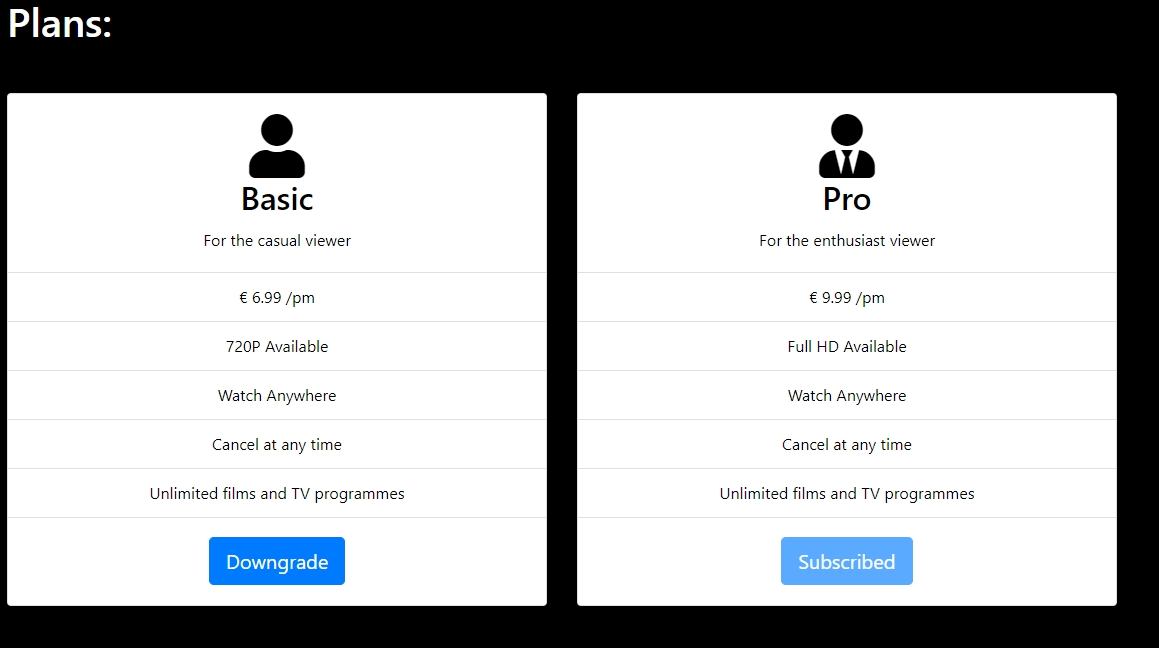 Plans:
Basic
For the casual viewer
€ 6.99 /pm
720P Available
Watch Anywhere
Cancel at any time
Unlimited films and TV programmes
Downgrade
Pro
For the enthusiast viewer
€ 9.99 /pm
Full HD Available
Watch Anywhere
Cancel at any time
Unlimited films and TV programmes
Subscribed